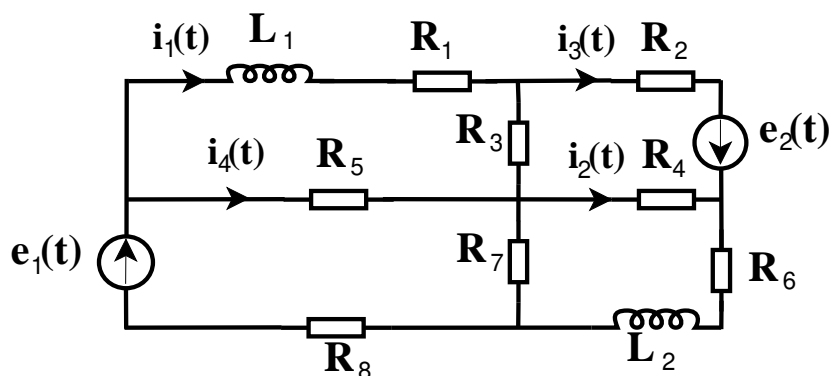 i₁(t) L₁ R₁ i₃(t) R₂
R₃ e₂(t)
i₄(t) R₅ i₂(t) R₄
e₁(t) R₇ R₆
R₈ L₂